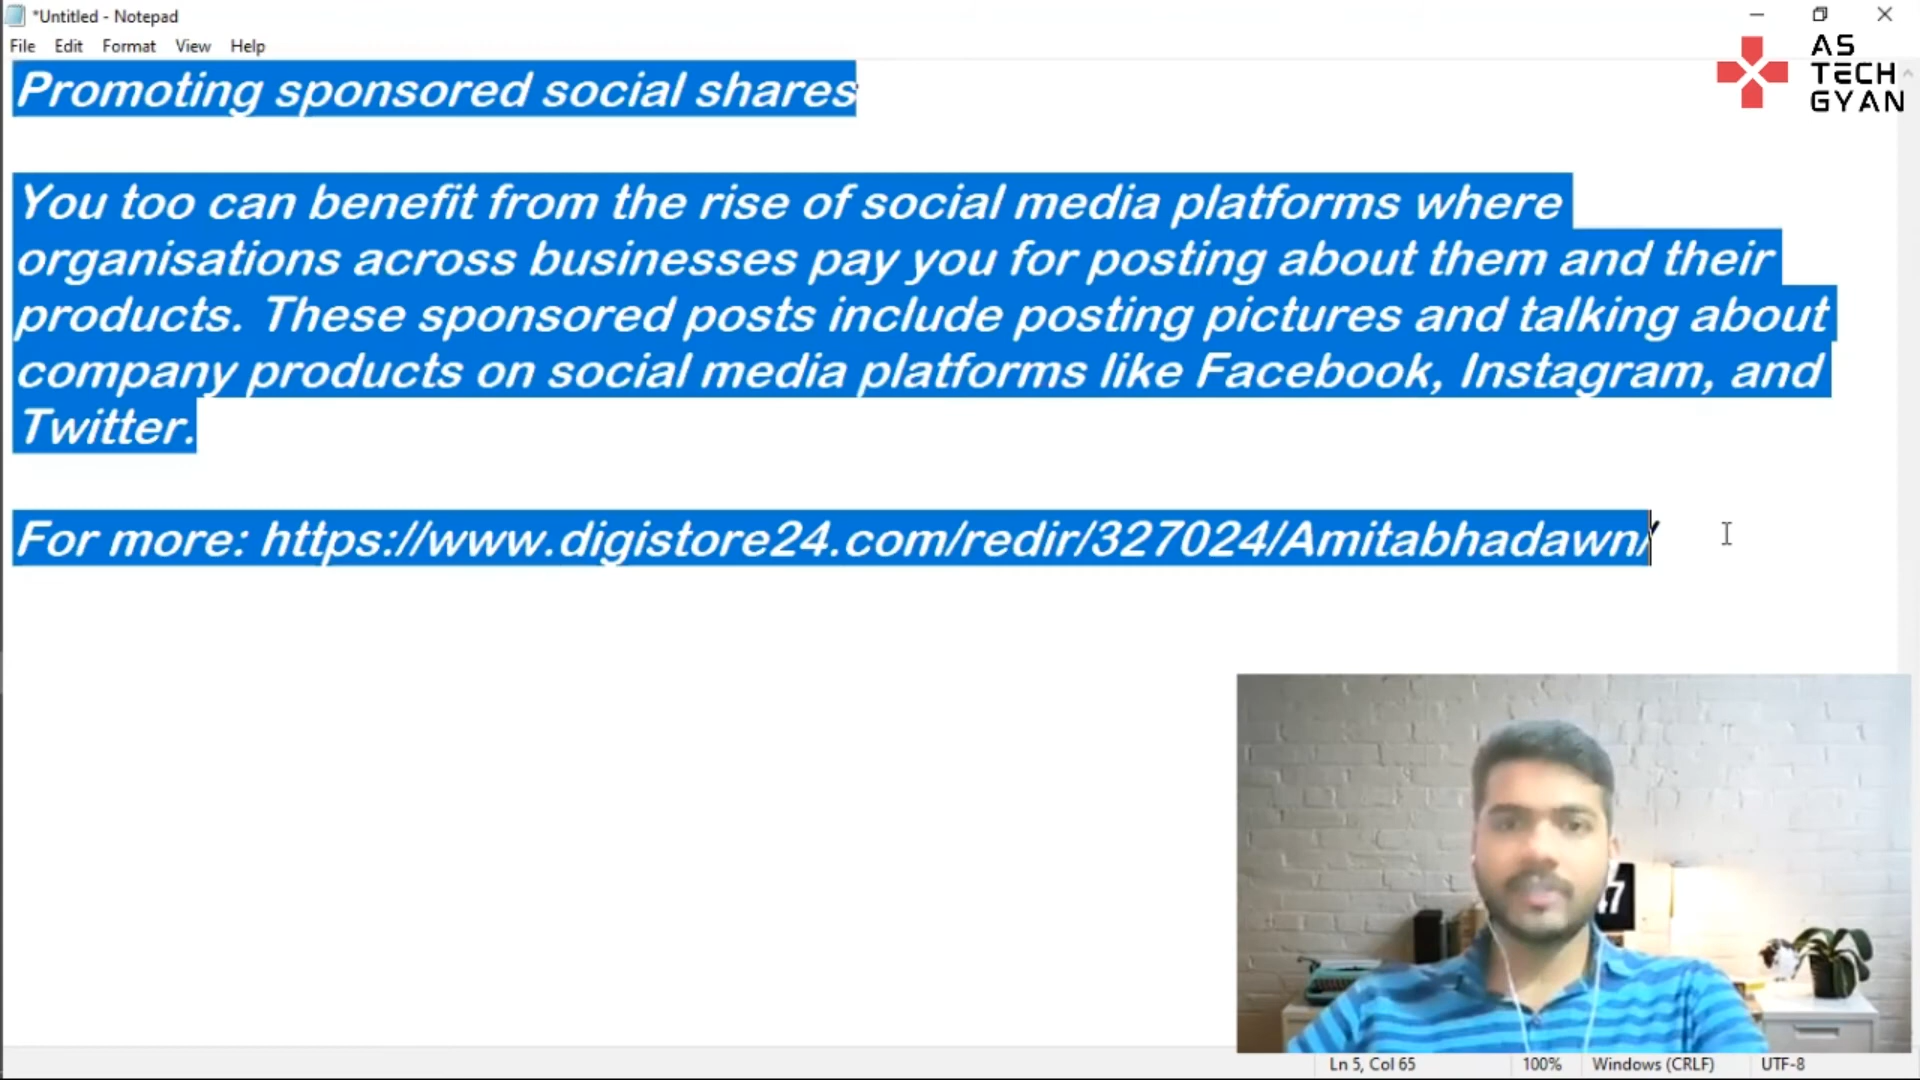 *Untitled - Notepad
File Edit Format View Help
AS
TECH
GYAN
Promoting sponsored social shares
You too can benefit from the rise of social media platforms where
organisations across businesses pay you for posting about them and their
products. These sponsored posts include posting pictures and talking about
company products on social media platforms like Facebook, Instagram, and
Twitter.
For more: https://www.digistore24.com/redir/327024/Amitabhadawn/
Ln 5, Col 65 100% Windows (CRLF) UTF-8